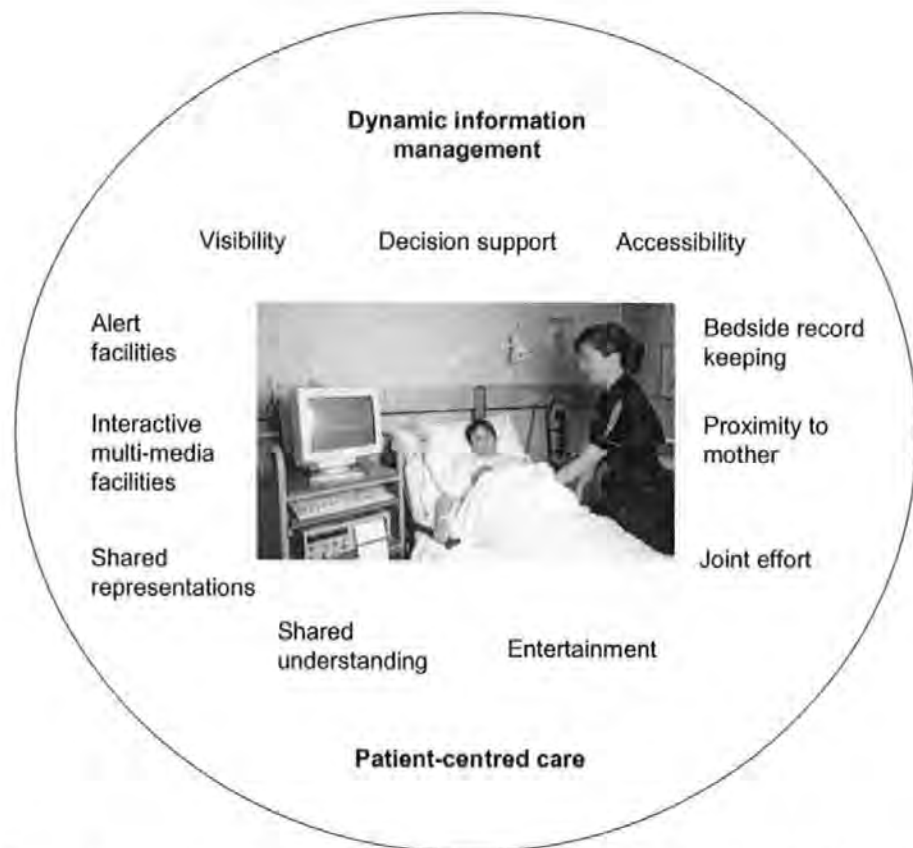 Dynamic information
management
Visibility
Decision support
Accessibility
Alert
facilities
Bedside record
keeping
Interactive
multi-media
facilities
Proximity to
mother
Shared
representations
Joint effort
Shared
understanding
Entertainment
Patient-centred care